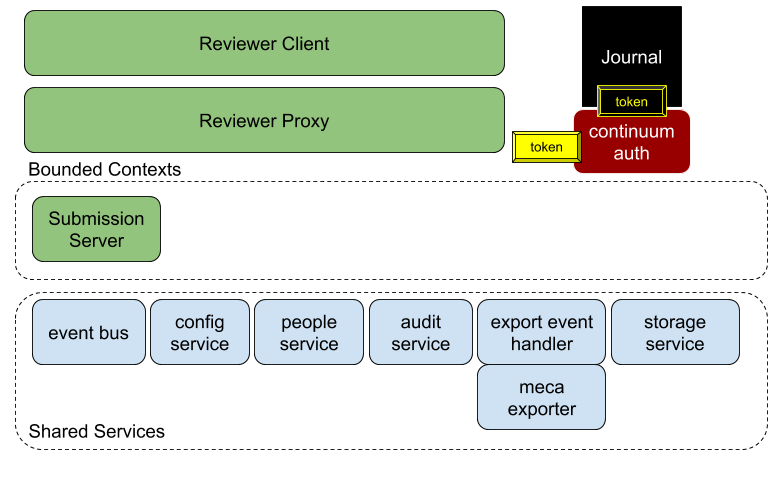 Reviewer Client
Journal
token
Reviewer Proxy
continuum
auth
token
Bounded Contexts
Submission
Server
event bus
config
service
people
service
audit
service
export event
handler
storage
service
meca
exporter
Shared Services